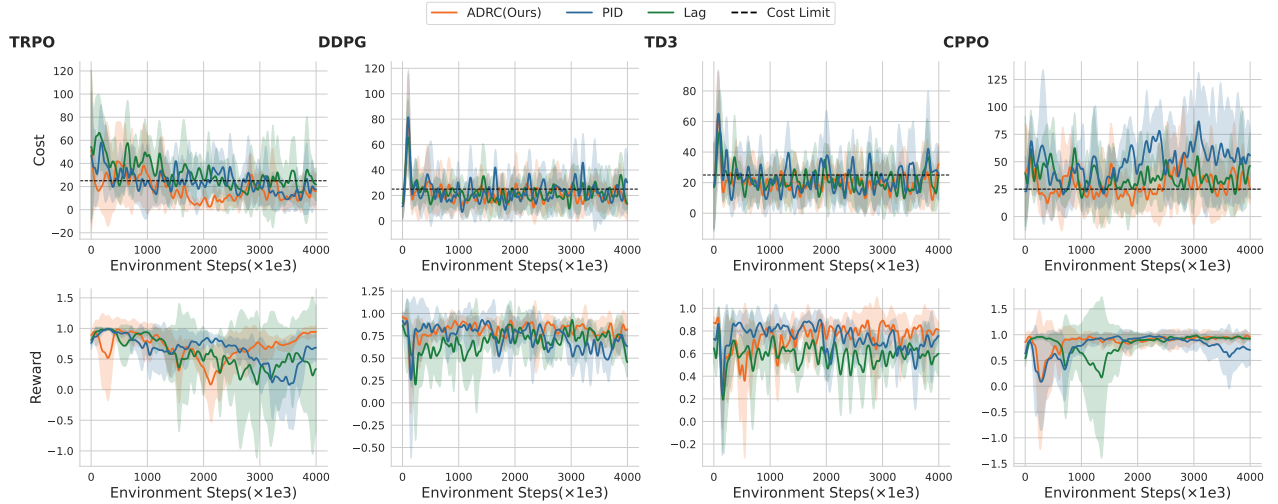 ADRC(Ours) PID Lag Cost Limit
TRPO DDPG TD3 CPPO
Cost
120
100
80
60
40
20
0
−20
0 1000 2000 3000 4000
Environment Steps(×1e3)
120
100
80
60
40
20
0
0 1000 2000 3000 4000
Environment Steps(×1e3)
80
60
40
20
0
0 1000 2000 3000 4000
Environment Steps(×1e3)
125
100
75
50
25
0
0 1000 2000 3000 4000
Environment Steps(×1e3)
Reward
1.5
1.0
0.5
0.0
−0.5
−1.0
0 1000 2000 3000 4000
Environment Steps(×1e3)
1.25
1.00
0.75
0.50
0.25
0.00
−0.25
−0.50
0 1000 2000 3000 4000
Environment Steps(×1e3)
1.0
0.8
0.6
0.4
0.2
0.0
−0.2
0 1000 2000 3000 4000
Environment Steps(×1e3)
1.5
1.0
0.5
0.0
−0.5
−1.0
−1.5
0 1000 2000 3000 4000
Environment Steps(×1e3)